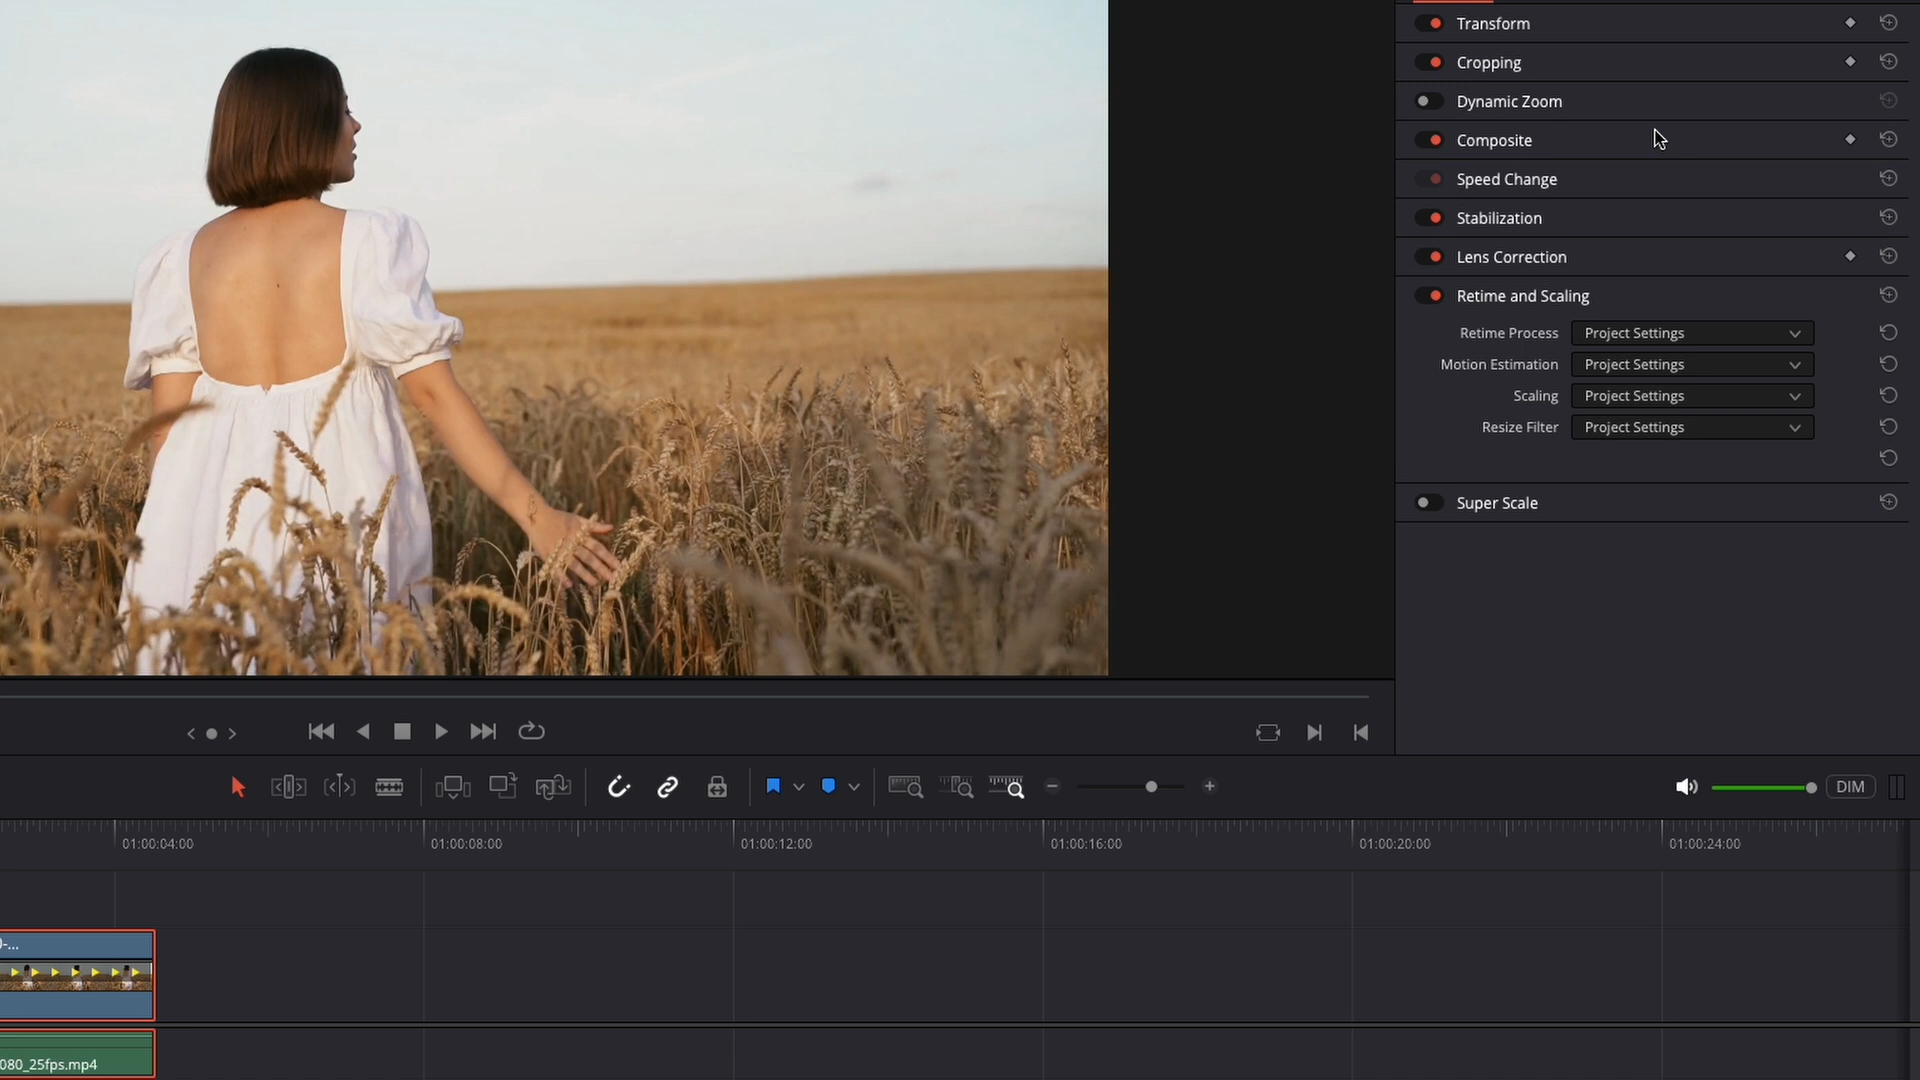 Transform
Cropping
Dynamic Zoom
Composite
Speed Change
Stabilization
Lens Correction
Retime and Scaling
Retime Process Project Settings
Motion Estimation Project Settings
Scaling Project Settings
Resize Filter Project Settings
Super Scale
DIM
01:00:04:00 01:00:08:00 01:00:12:00 01:00:16:00 01:00:20:00 01:00:24:00
080_25fps.mp4